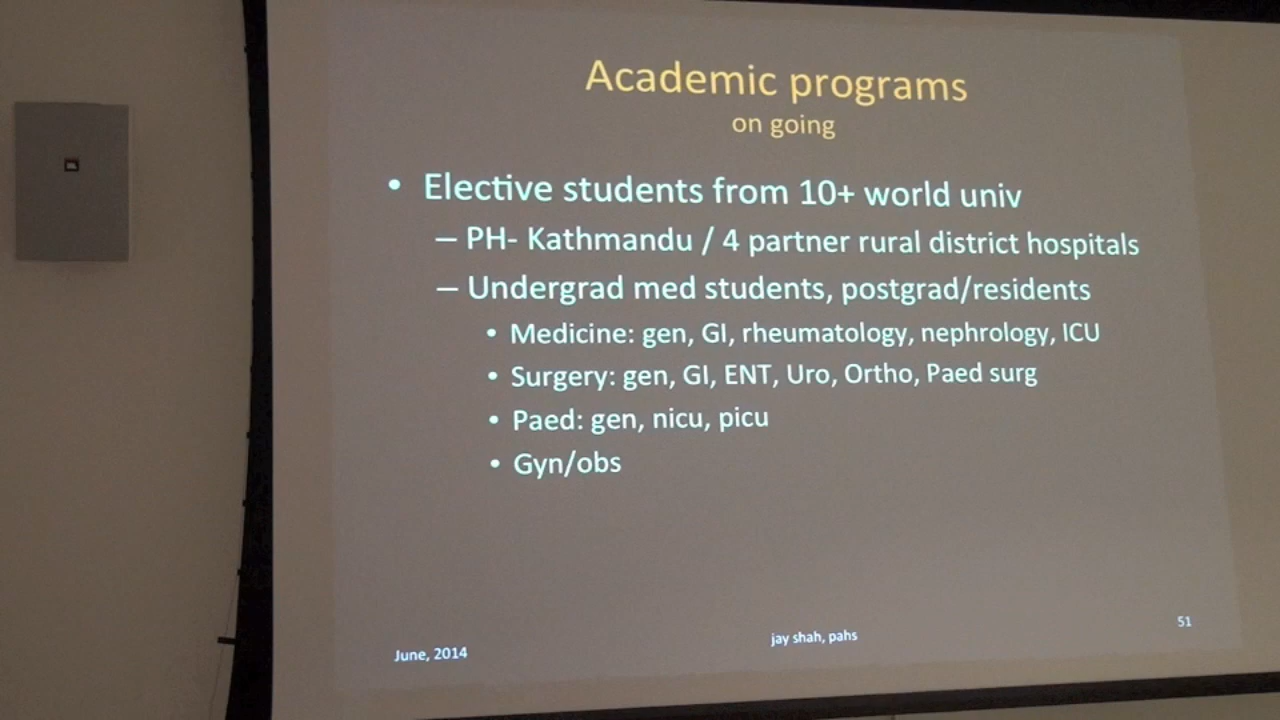 Academic programs
on going
• Elective students from 10+ world univ
– PH- Kathmandu / 4 partner rural district hospitals
– Undergrad med students, postgrad/residents
• Medicine: gen, GI, rheumatology, nephrology, ICU
• Surgery: gen, GI, ENT, Uro, Ortho, Paed surg
• Paed: gen, nicu, picu
• Gyn/obs
June, 2014
jay shah, pahs
51